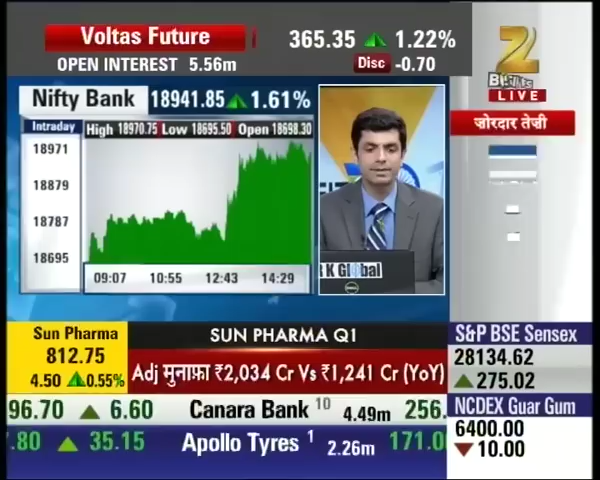 Voltas Future
365.35 1.22%
OPEN INTEREST 5.56m
Disc -0.70
LIVE
Nifty Bank 18941.85 1.61%
जोरदार तेजी
Intraday High 18970.75 Low 18695.50 Open 18698.30
18971
18879
18787
18695
09:07 10:55 12:43 14:29
K Global
DELL
Sun Pharma
812.75
4.50 0.55%
SUN PHARMA Q1
Adj मुनाफ़ा ₹2,034 Cr Vs ₹1,241 Cr (YoY)
S&P BSE Sensex
28134.62
275.02
96.70 6.60 Canara Bank 10 4.49m 256.
NCDEX Guar Gum
6400.00
10.00
.80 35.15 Apollo Tyres 1 2.26m 171.0